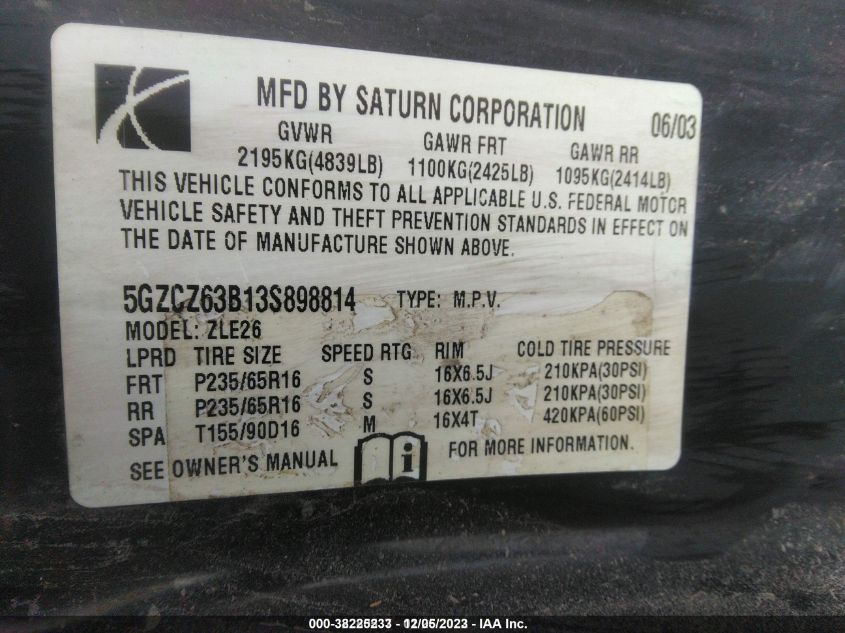 MFD BY SATURN CORPORATION 06/03
GVWR GAWR FRT GAWR RR
2195KG(4839LB) 1100KG(2425LB) 1095KG(2414LB)
THIS VEHICLE CONFORMS TO ALL APPLICABLE U.S. FEDERAL MOTOR
VEHICLE SAFETY AND THEFT PREVENTION STANDARDS IN EFFECT ON
THE DATE OF MANUFACTURE SHOWN ABOVE.
5GZCZ63B13S898814 TYPE: M.P.V.
MODEL: ZLE26
LPRD TIRE SIZE SPEED RTG RIM COLD TIRE PRESSURE
FRT P235/65R16 S 16X6.5J 210KPA(30PSI)
RR P235/65R16 S 16X6.5J 210KPA(30PSI)
SPA T155/90D16 M 16X4T 420KPA(60PSI)
SEE OWNER'S MANUAL i FOR MORE INFORMATION.
000-38225233 - 12/05/2023 - IAA Inc.